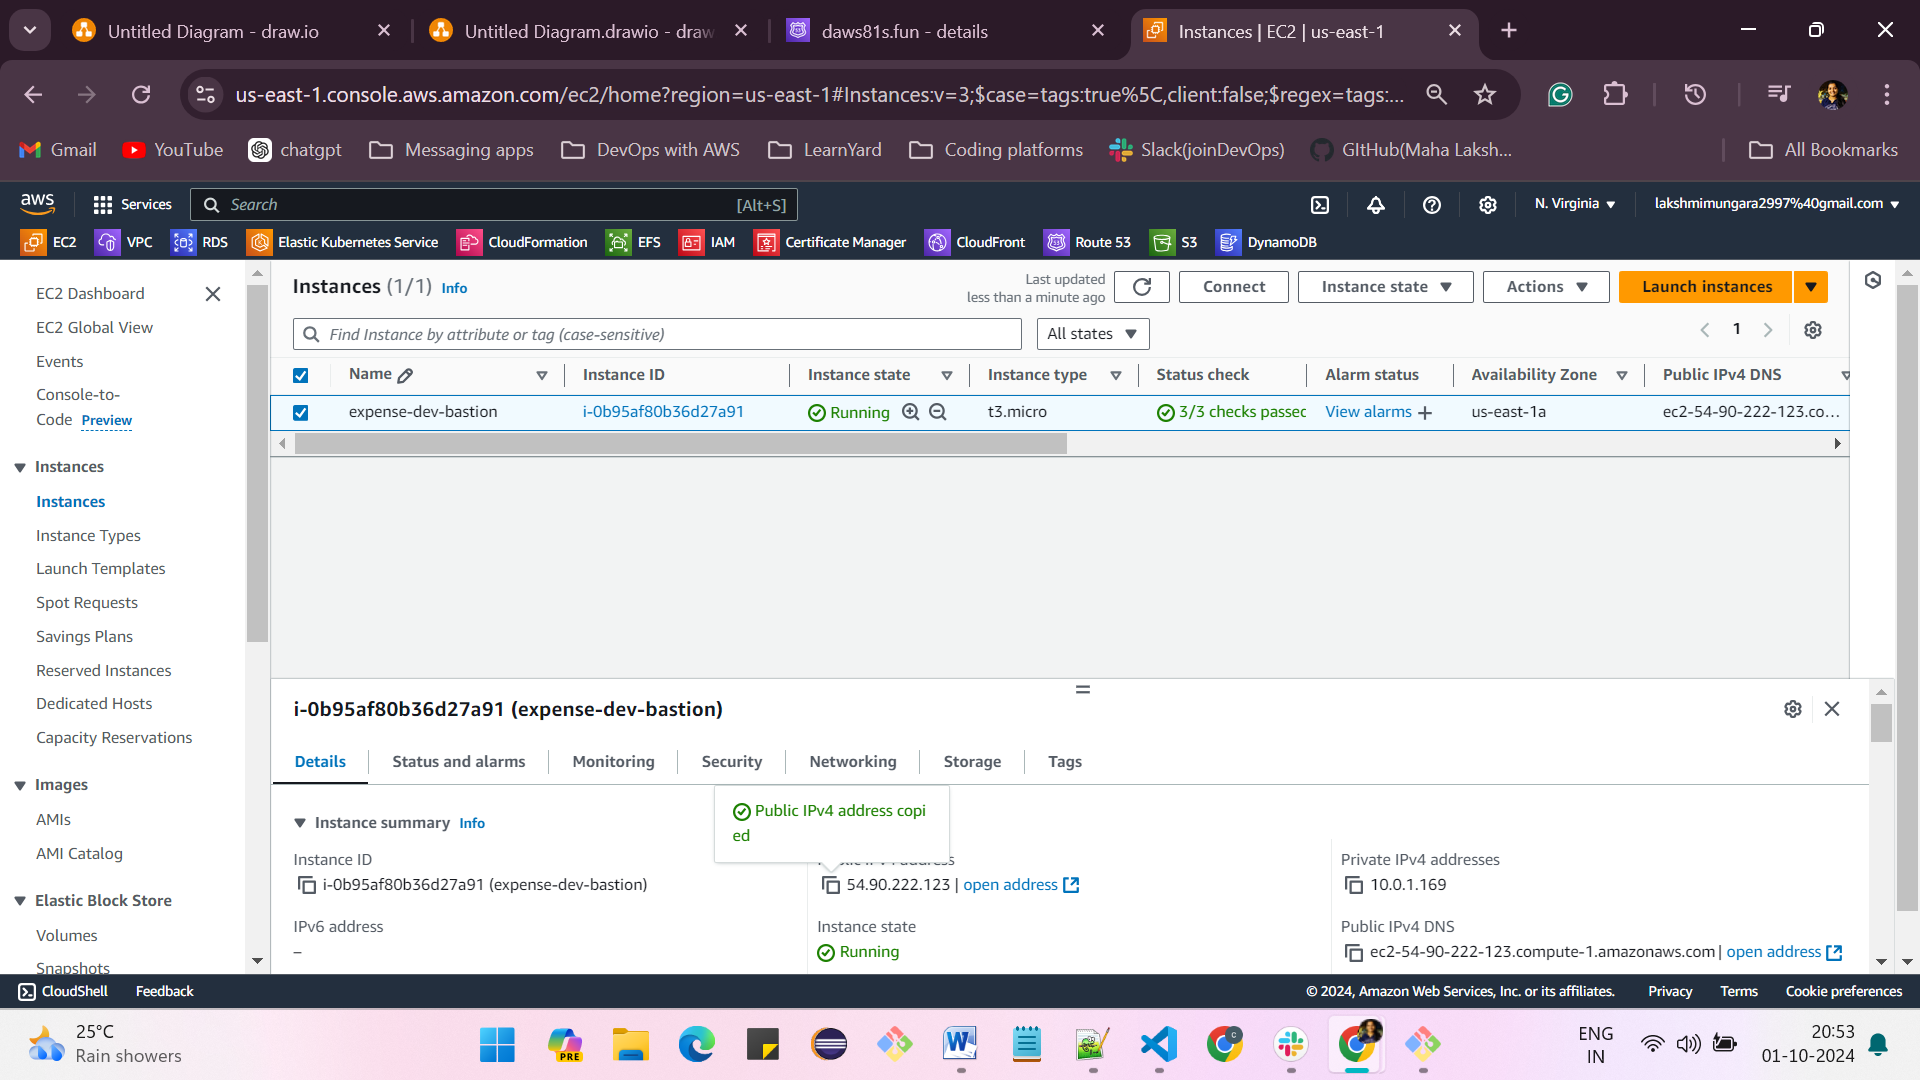 Untitled Diagram - draw.io
Untitled Diagram.drawio - draw
daws81s.fun - details
Instances | EC2 | us-east-1
us-east-1.console.aws.amazon.com/ec2/home?region=us-east-1#Instances:v=3;$case=tags:true%5C,client:false;$regex=tags:...
Gmail
YouTube
chatgpt
Messaging apps
DevOps with AWS
LearnYard
Coding platforms
Slack(joinDevOps)
GItHub(Maha Laksh...
All Bookmarks
aws
Services
Search
[Alt+S]
N. Virginia
lakshmimungara2997%40gmail.com
EC2
VPC
RDS
Elastic Kubernetes Service
CloudFormation
EFS
IAM
Certificate Manager
CloudFront
Route 53
S3
DynamoDB
EC2 Dashboard
EC2 Global View
Events
Console-to-
Code Preview
Instances
Instances
Instance Types
Launch Templates
Spot Requests
Savings Plans
Reserved Instances
Dedicated Hosts
Capacity Reservations
Images
AMIs
AMI Catalog
Elastic Block Store
Volumes
Snapshots
Instances (1/1) Info
Last updated
less than a minute ago
Connect
Instance state
Actions
Launch instances
Find Instance by attribute or tag (case-sensitive)
All states
1
Name
Instance ID
Instance state
Instance type
Status check
Alarm status
Availability Zone
Public IPv4 DNS
expense-dev-bastion
i-0b95af80b36d27a91
Running
t3.micro
3/3 checks passec
View alarms
us-east-1a
ec2-54-90-222-123.co...
i-0b95af80b36d27a91 (expense-dev-bastion)
Details
Status and alarms
Monitoring
Security
Networking
Storage
Tags
Public IPv4 address copi
ed
Instance summary Info
Instance ID
i-0b95af80b36d27a91 (expense-dev-bastion)
54.90.222.123 | open address
Private IPv4 addresses
10.0.1.169
IPv6 address
–
Instance state
Running
Public IPv4 DNS
ec2-54-90-222-123.compute-1.amazonaws.com | open address
CloudShell
Feedback
© 2024, Amazon Web Services, Inc. or its affiliates.
Privacy
Terms
Cookie preferences
25°C
Rain showers
PRE
ENG
IN
20:53
01-10-2024